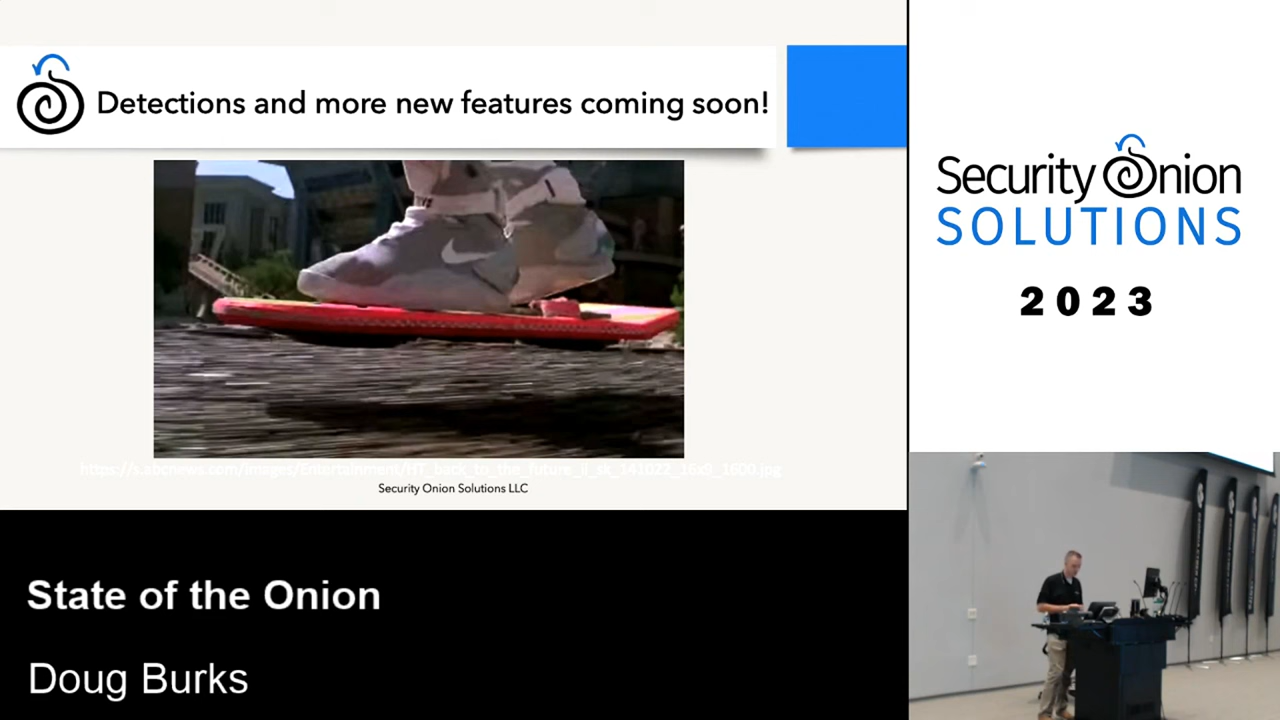 Detections and more new features coming soon!
https://s.abcnews.com/images/Entertainment/HT_back_to_the_future_ii_sk_141022_16x9_1600.jpg
Security Onion Solutions LLC
Security Onion
SOLUTIONS
2023
State of the Onion
Doug Burks